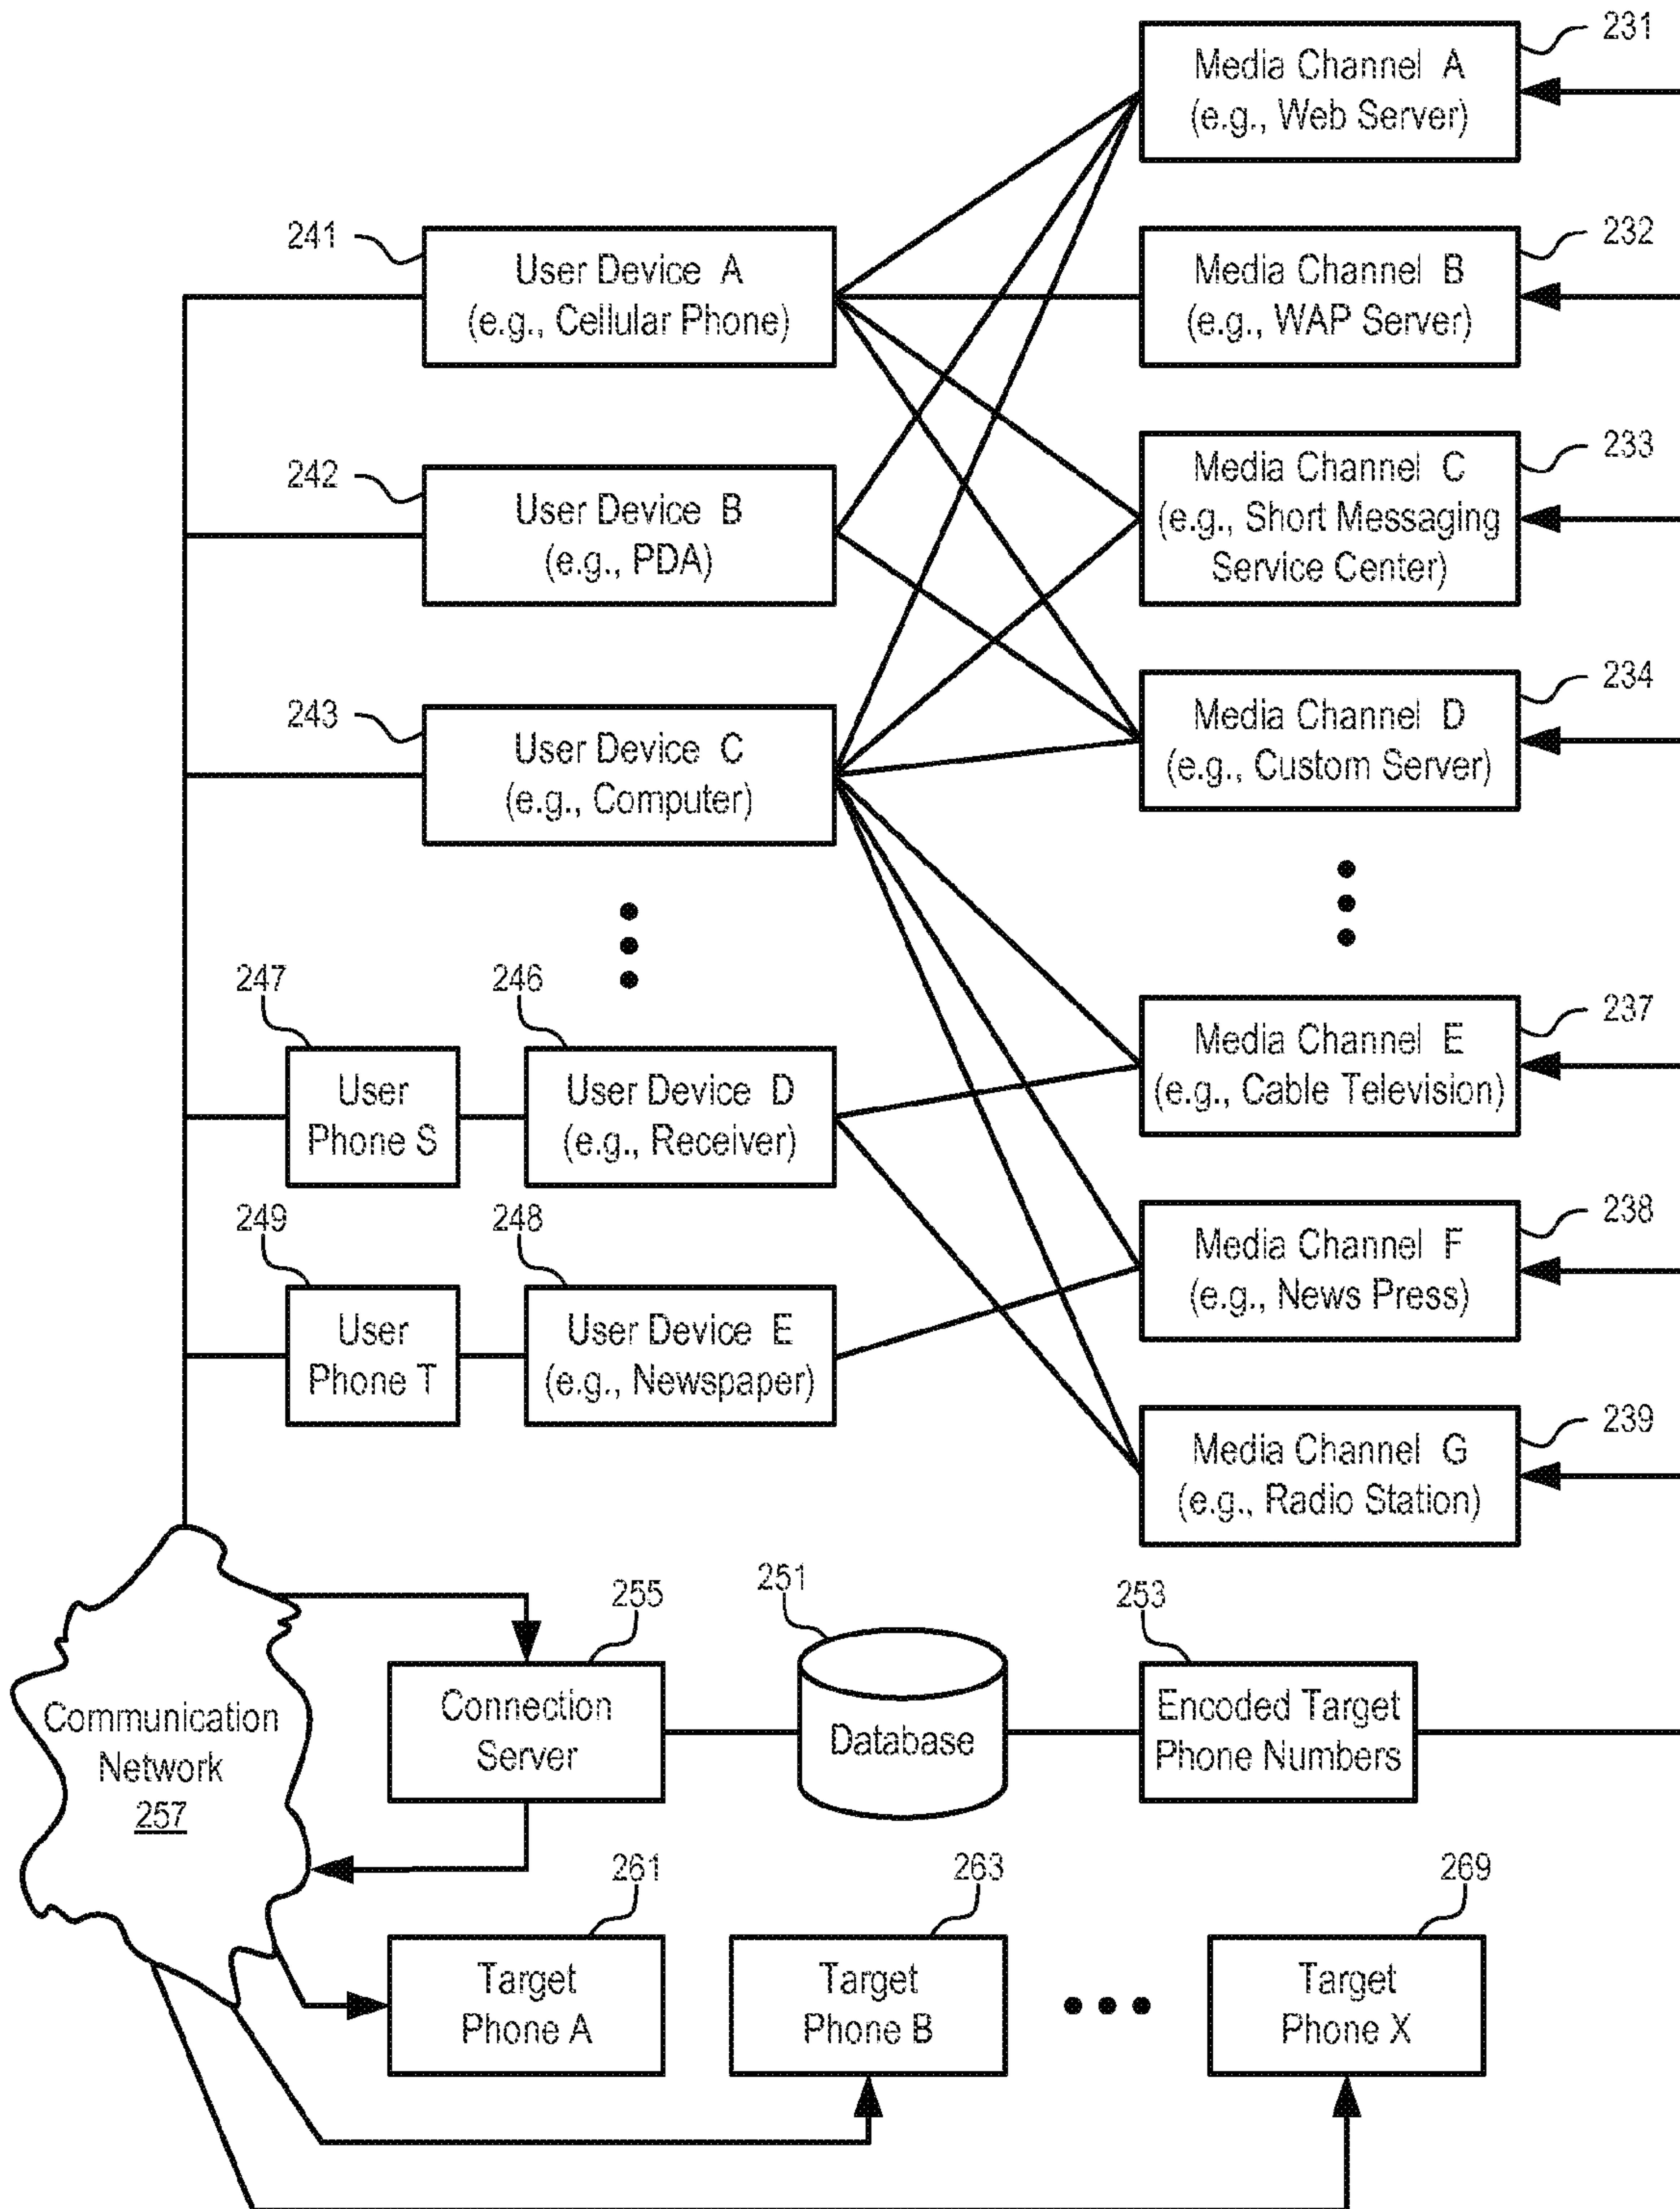 231
Media Channel A
(e.g., Web Server)
241
User Device A
(e.g., Cellular Phone)
232
Media Channel B
(e.g., WAP Server)
242
User Device B
(e.g., PDA)
233
Media Channel C
(e.g., Short Messaging
Service Center)
243
User Device C
(e.g., Computer)
234
Media Channel D
(e.g., Custom Server)
247
User
Phone S
246
User Device D
(e.g., Receiver)
237
Media Channel E
(e.g., Cable Television)
249
User
Phone T
248
User Device E
(e.g., Newspaper)
238
Media Channel F
(e.g., News Press)
239
Media Channel G
(e.g., Radio Station)
Communication
Network
257
255
Connection
Server
251
Database
253
Encoded Target
Phone Numbers
261
Target
Phone A
263
Target
Phone B
269
Target
Phone X